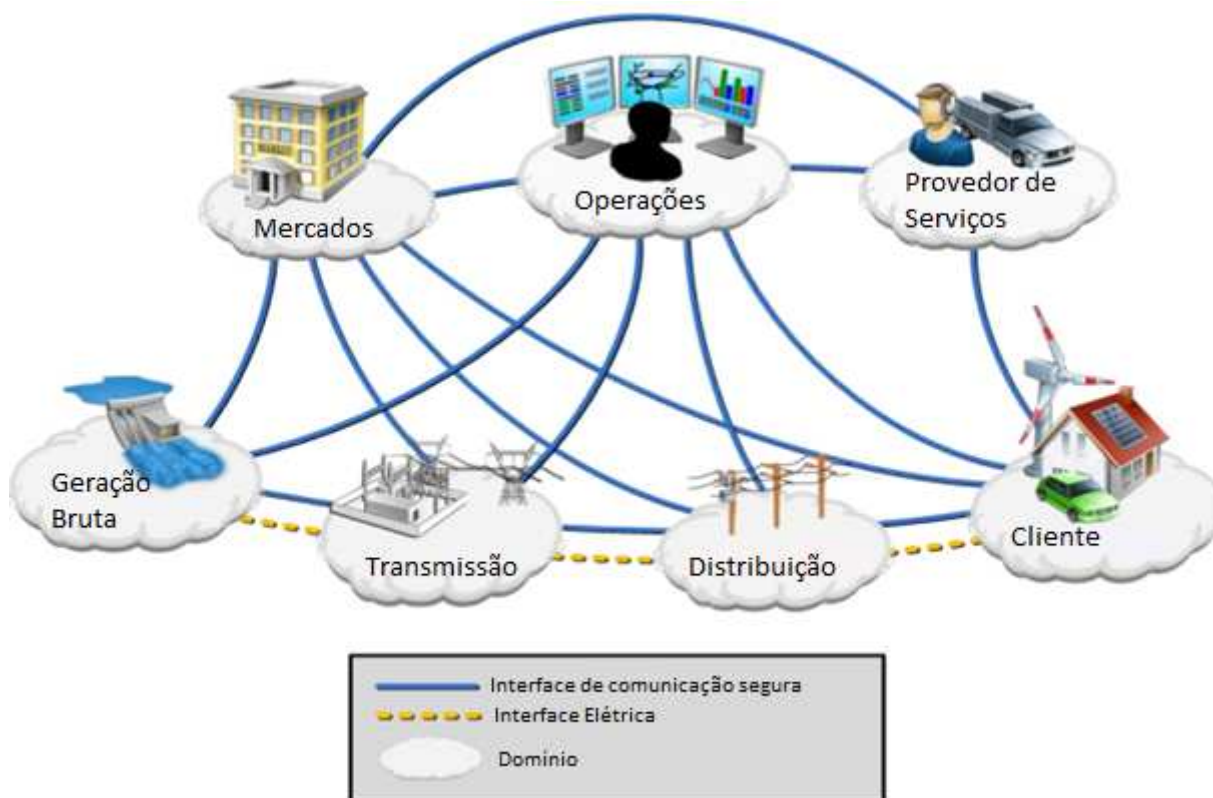 Mercados
Operações
Provedor de
Serviços
Geração
Bruta
Transmissão
Distribuição
Cliente
Interface de comunicação segura
Interface Elétrica
Domínio